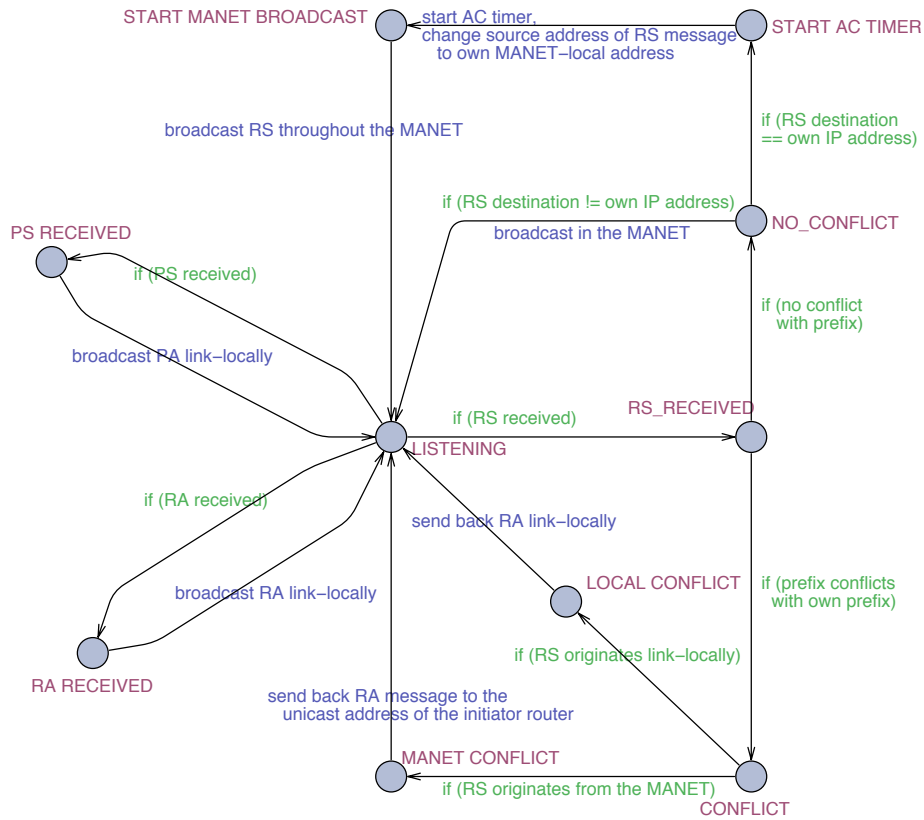 START MANET BROADCAST
start AC timer,
change source address of RS message
to own MANET−local address
START AC TIMER
broadcast RS throughout the MANET
if (RS destination
== own IP address)
if (RS destination != own IP address)
broadcast in the MANET
NO_CONFLICT
PS RECEIVED
if (PS received)
if (no conflict
with prefix)
broadcast RA link−locally
RS_RECEIVED
if (RS received)
LISTENING
if (RA received)
send back RA link−locally
broadcast RA link−locally
LOCAL CONFLICT
if (prefix conflicts
with own prefix)
if (RS originates link−locally)
RA RECEIVED
send back RA message to the
unicast address of the initiator router
MANET CONFLICT
if (RS originates from the MANET)
CONFLICT